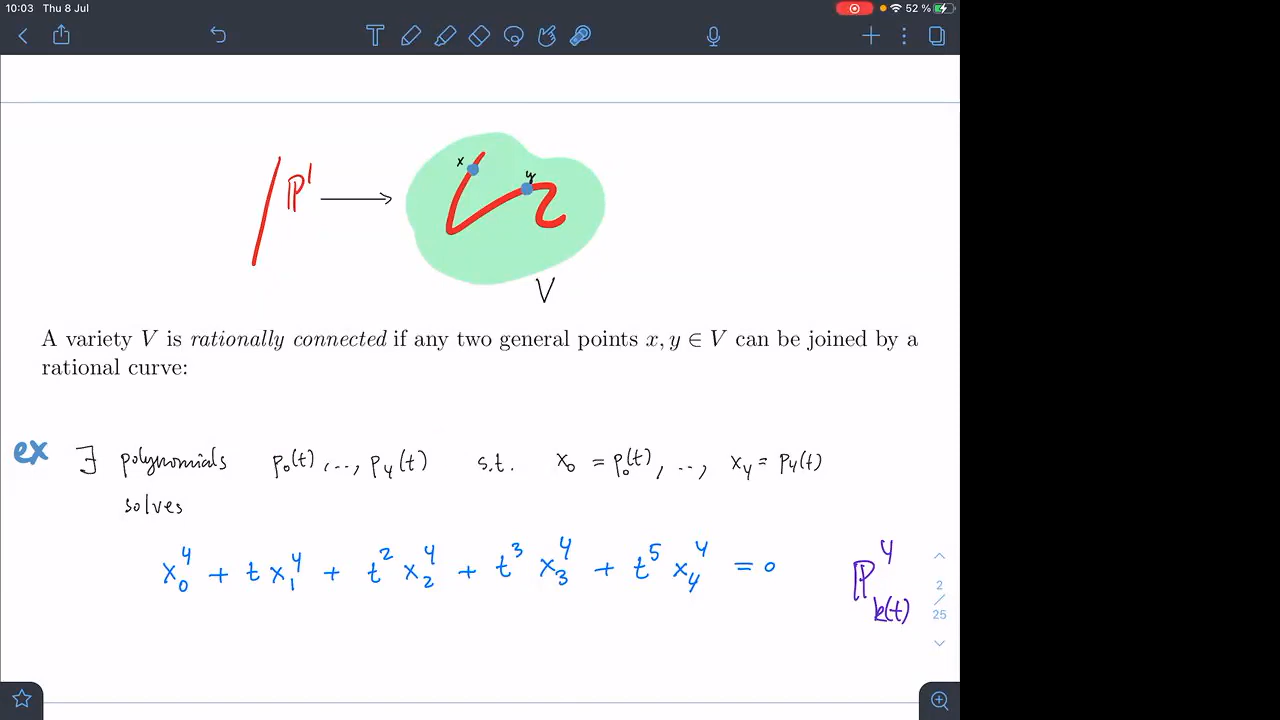 10:03 Thu 8 Jul 52 %
ℙ¹
x
y
V
A variety V is rationally connected if any two general points x, y ∈ V can be joined by a
rational curve:
ex ∃ polynomials p₀(t), ..., p₄(t) s.t. x₀ = p₀(t), ..., x₄ = p₄(t)
solves
x₀⁴ + t x₁⁴ + t² x₂⁴ + t³ x₃⁴ + t⁵ x₄⁴ = 0 ℙ⁴ₖ₍ₜ₎
2
/
25